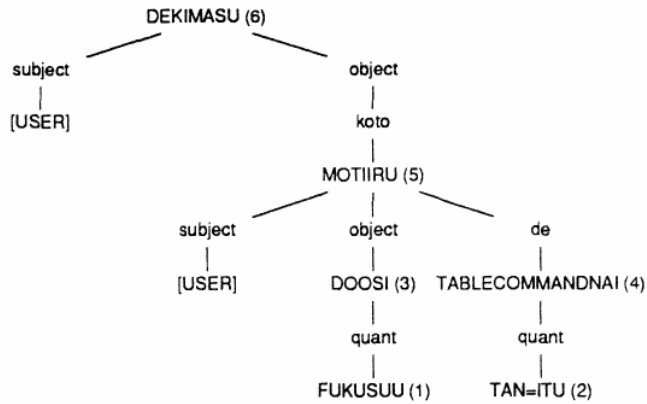 DEKIMASU (6)
subject object
[USER] koto
MOTIIRU (5)
subject object de
[USER] DOOSI (3) TABLECOMMANDNAI (4)
quant quant
FUKUSUU (1) TAN=ITU (2)